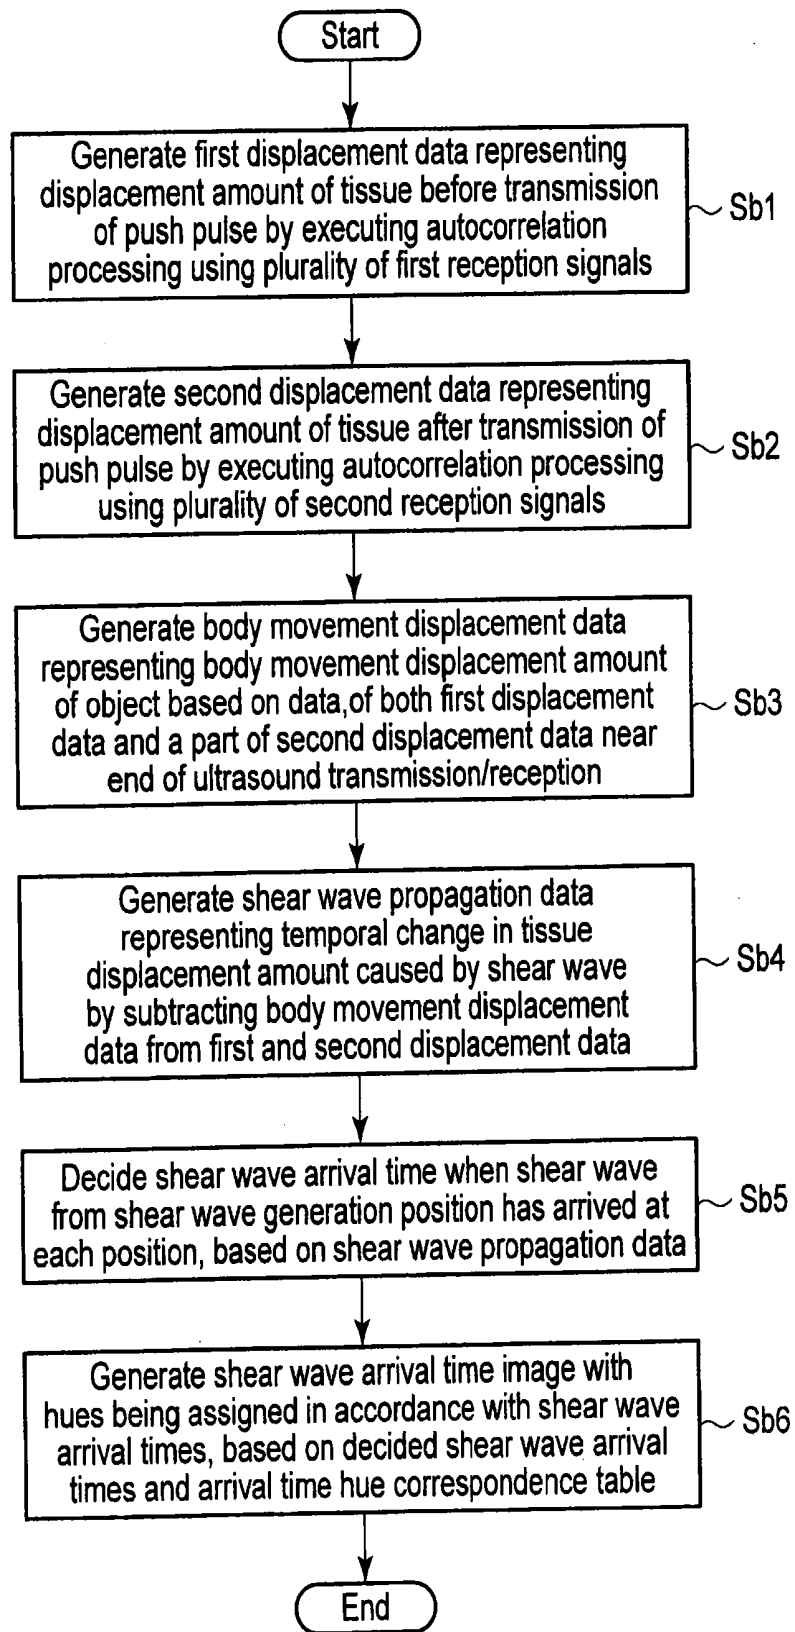 Start
Generate first displacement data representing
displacement amount of tissue before transmission
of push pulse by executing autocorrelation
processing using plurality of first reception signals
Sb1
Generate second displacement data representing
displacement amount of tissue after transmission of
push pulse by executing autocorrelation processing
using plurality of second reception signals
Sb2
Generate body movement displacement data
representing body movement displacement amount
of object based on data,of both first displacement
data and a part of second displacement data near
end of ultrasound transmission/reception
Sb3
Generate shear wave propagation data
representing temporal change in tissue
displacement amount caused by shear wave
by subtracting body movement displacement
data from first and second displacement data
Sb4
Decide shear wave arrival time when shear wave
from shear wave generation position has arrived at
each position, based on shear wave propagation data
Sb5
Generate shear wave arrival time image with
hues being assigned in accordance with shear wave
arrival times, based on decided shear wave arrival
times and arrival time hue correspondence table
Sb6
End